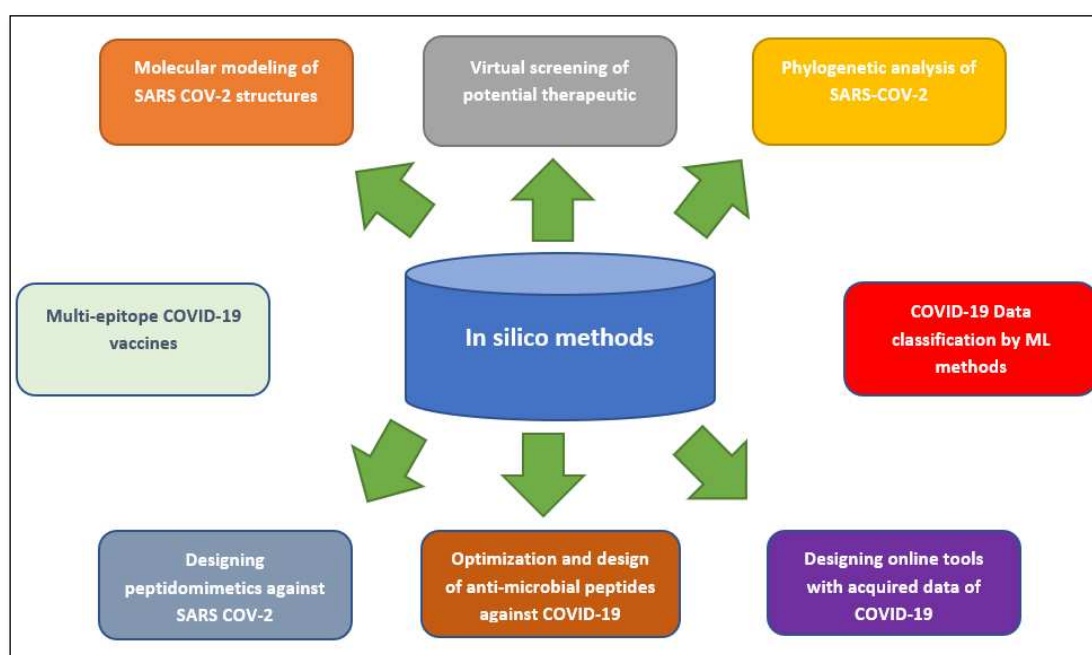 Molecular modeling of
SARS COV-2 structures
Virtual screening of
potential therapeutic
Phylogenetic analysis of
SARS-COV-2
Multi-epitope COVID-19
vaccines
In silico methods
COVID-19 Data
classification by ML
methods
Designing
peptidomimetics against
SARS COV-2
Optimization and design
of anti-microbial peptides
against COVID-19
Designing online tools
with acquired data of
COVID-19